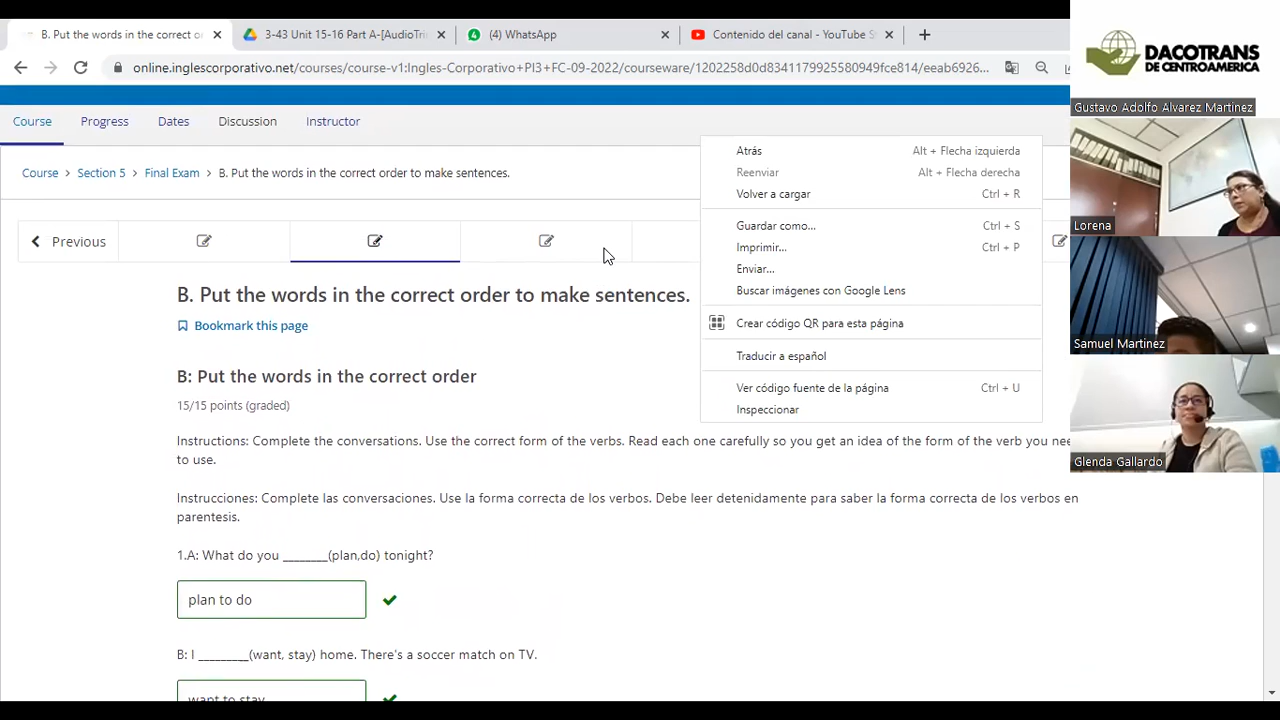 B. Put the words in the correct or
3-43 Unit 15-16 Part A-[AudioTri
(4) WhatsApp
Contenido del canal - YouTube S
online.inglescorporativo.net/courses/course-v1:
PI3+FC-09-2022/courseware/1202258d0d8341179925580949fce814/eeab6926...
Course
Progress
Dates
Discussion
Instructor
Course > Section 5 > Final Exam > B. Put the words in the correct order to make sentences.
Previous
Atrás Alt + Flecha izquierda
Reenviar Alt + Flecha derecha
Volver a cargar Ctrl + R
Guardar como... Ctrl + S
Imprimir... Ctrl + P
Enviar...
Buscar imágenes con Google Lens
Crear código QR para esta página
Traducir a español
Ver código fuente de la página Ctrl + U
Inspeccionar
B. Put the words in the correct order to make sentences.
Bookmark this page
B: Put the words in the correct order
15/15 points (graded)
Instructions: Complete the conversations. Use the correct form of the verbs. Read each one carefully so you get an idea of the form of the verb you nee
to use.
Instrucciones: Complete las conversaciones. Use la forma correcta de los verbos. Debe leer detenidamente para saber la forma correcta de los verbos en
parentesis.
1.A: What do you _______(plan,do) tonight?
plan to do
B: I ________(want, stay) home. There's a soccer match on TV.
want to stay
DACOTRANS
DE CENTROAMERICA
Gustavo Adolfo Alvarez Martinez
Lorena
Samuel Martinez
Glenda Gallardo